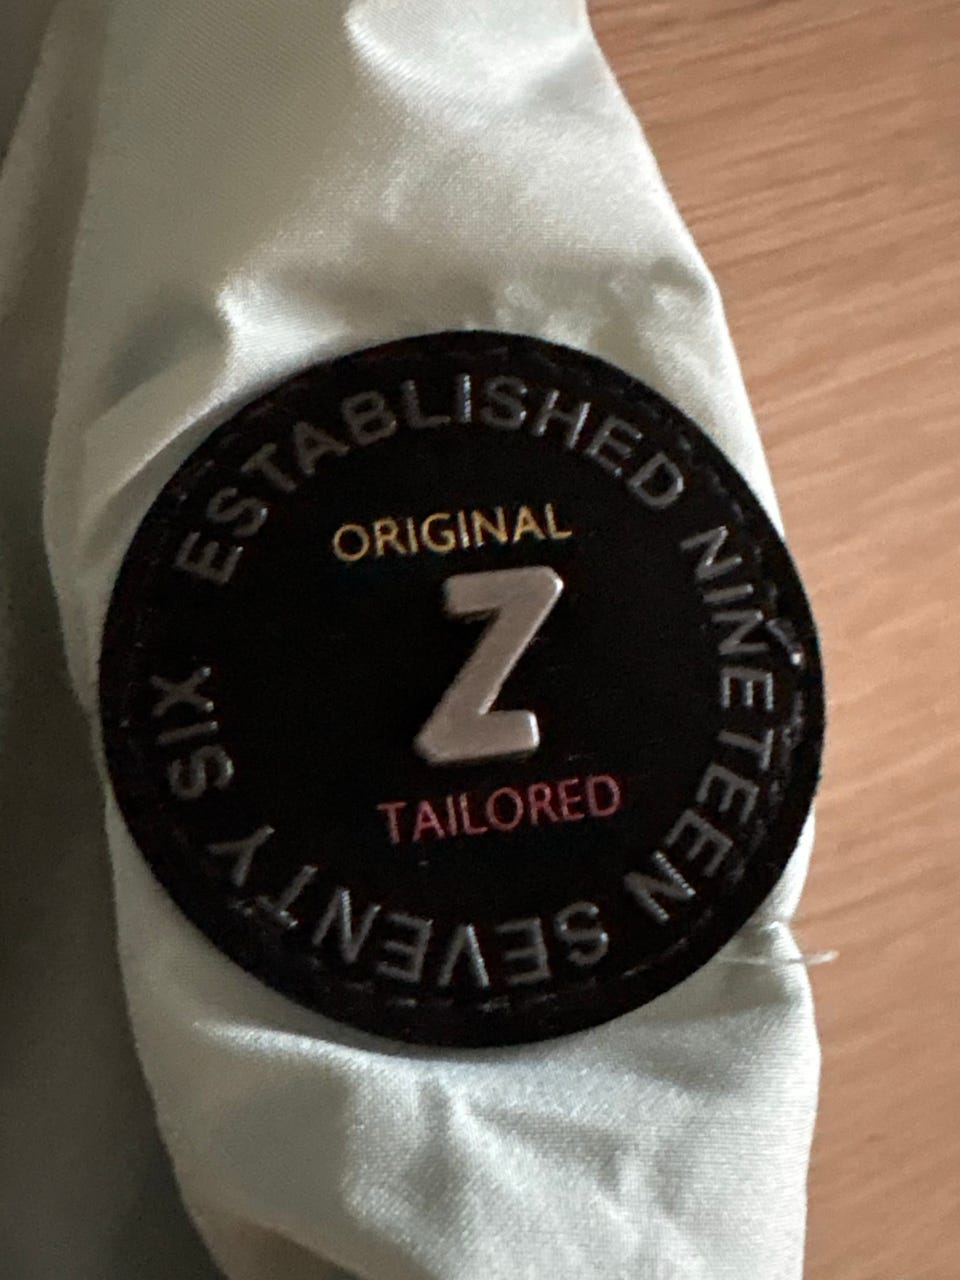 ESTABLISHED NINETEEN SEVENTY SIX
ORIGINAL
Z
TAILORED